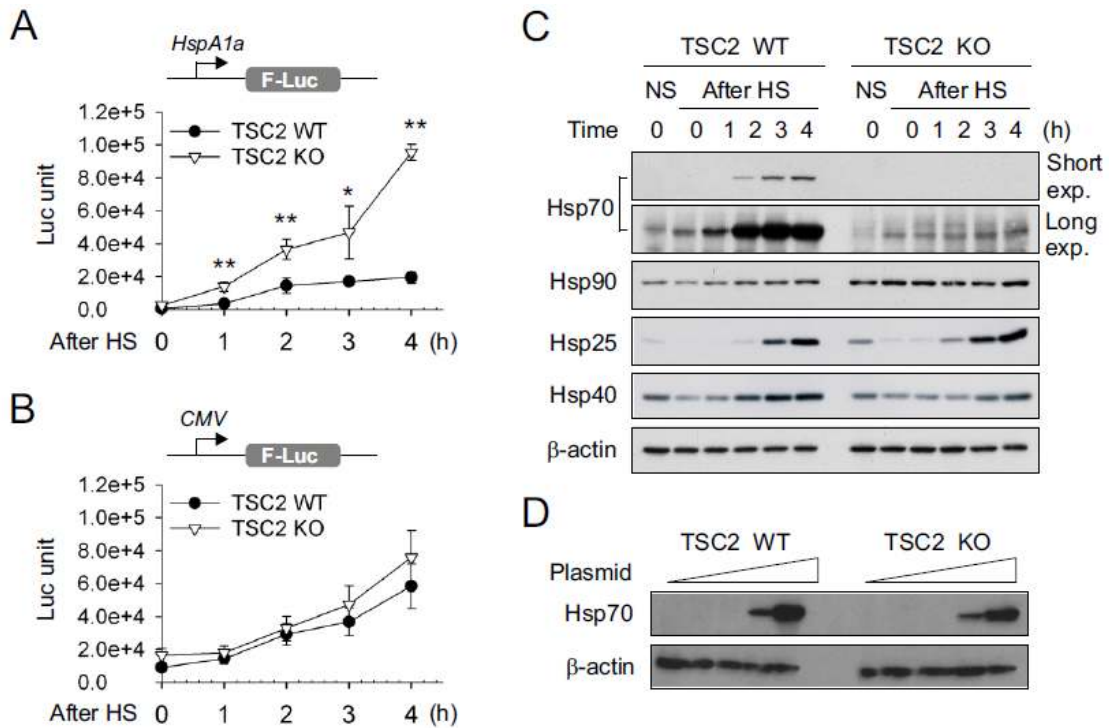 A
HspA1a
F-Luc
TSC2 WT
TSC2 KO
Luc unit
1.2e+5
1.0e+5
8.0e+4
6.0e+4
4.0e+4
2.0e+4
0.0
**
**
*
**
After HS 0 1 2 3 4 (h)
B
CMV
F-Luc
TSC2 WT
TSC2 KO
Luc unit
1.2e+5
1.0e+5
8.0e+4
6.0e+4
4.0e+4
2.0e+4
0.0
After HS 0 1 2 3 4 (h)
C
TSC2 WT TSC2 KO
NS After HS NS After HS
Time 0 0 1 2 3 4 0 0 1 2 3 4 (h)
Short
exp.
Hsp70
Long
exp.
Hsp90
Hsp25
Hsp40
β-actin
D
TSC2 WT TSC2 KO
Plasmid
Hsp70
β-actin